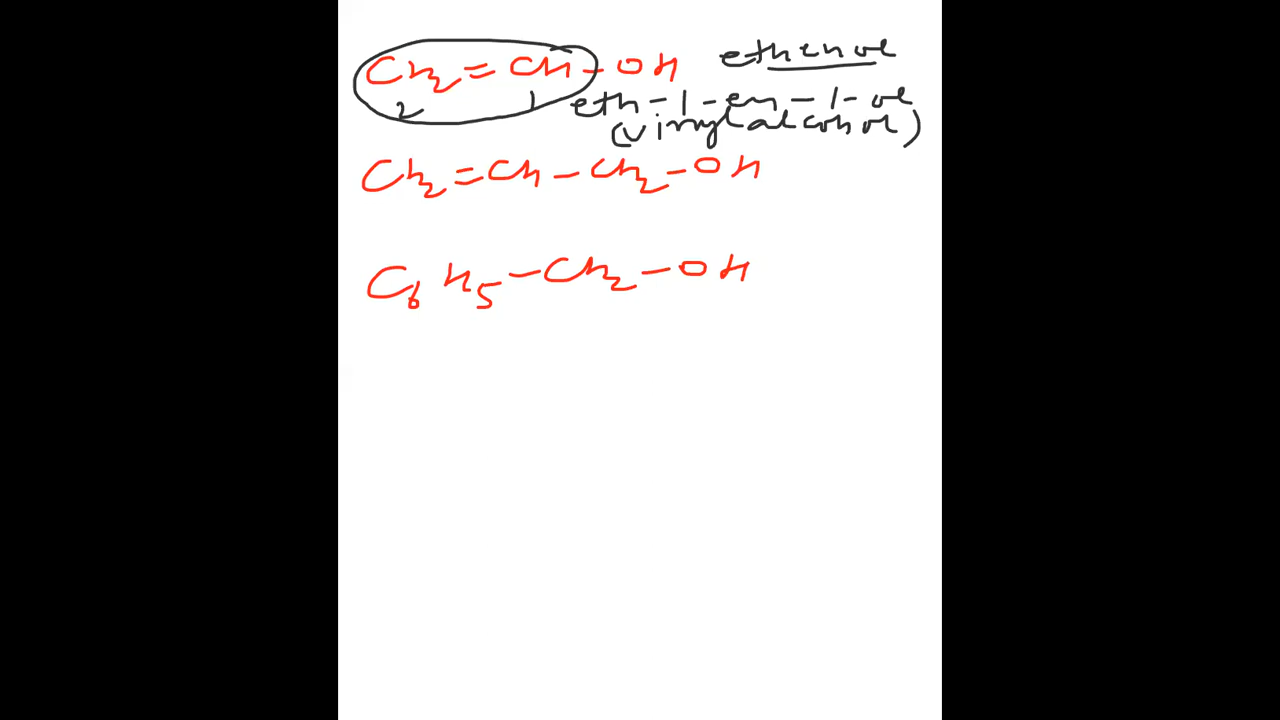 CH2 = CH - OH ethenol
2 1 eth - 1 - en - 1 - ol
(vinyl alcohol)
CH2 = CH - CH2 - OH
C6H5 - CH2 - OH